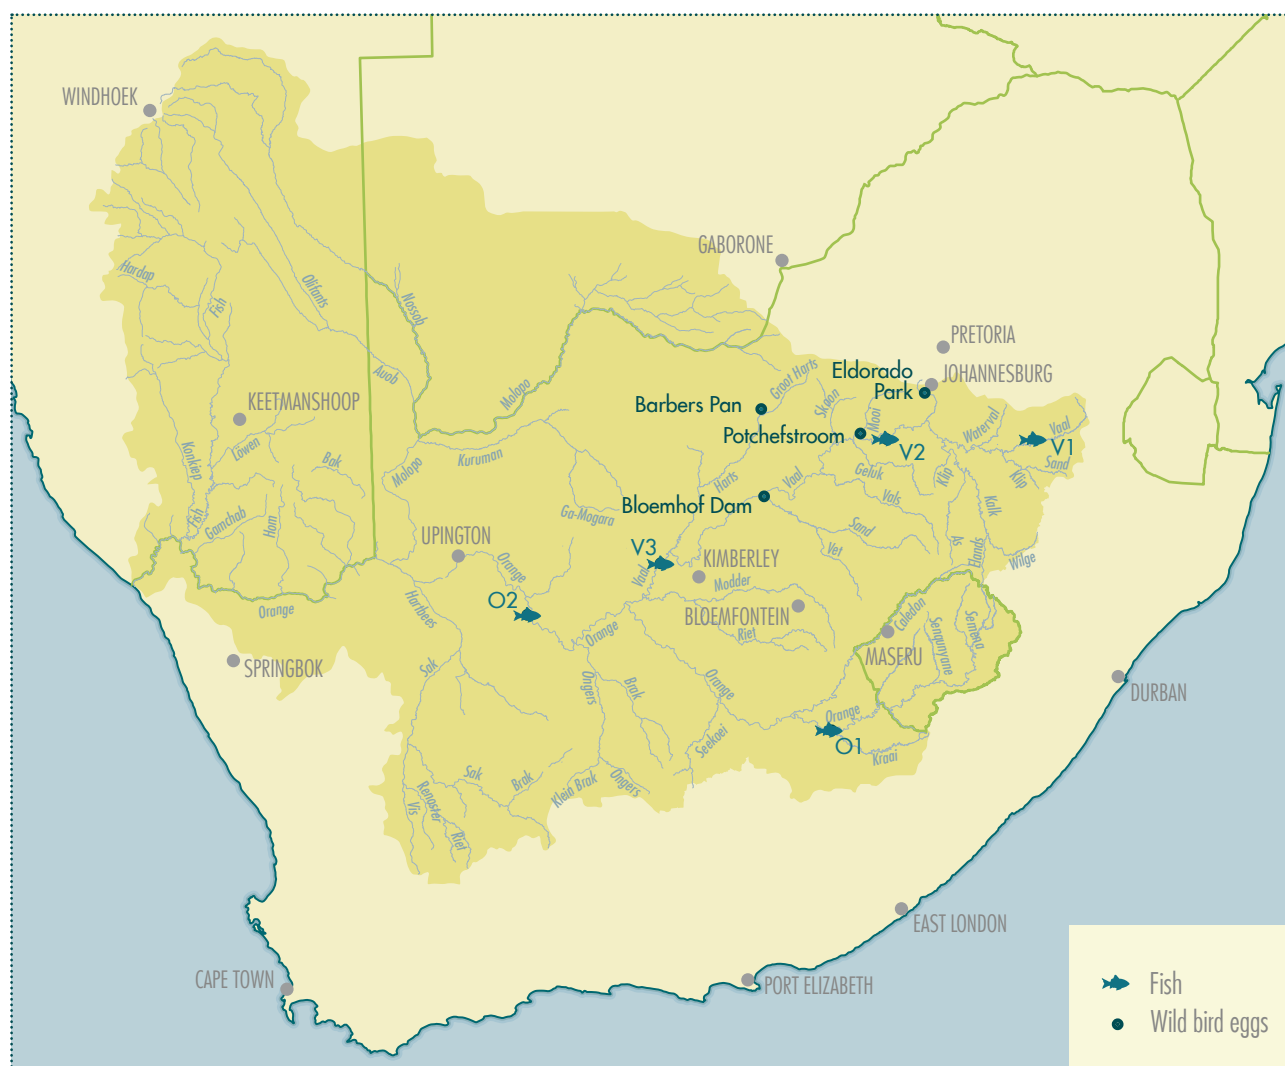 WINDHOEK
GABORONE
Hardap
Fish
Olifants
Nossob
PRETORIA
Eldorado
Park
JOHANNESBURG
Groot Harts
Auob
Molopo
Skoon
Mooi
KEETMANSHOOP
Barbers Pan
Waterval
Vaal
Potchefstroom
V2
V1
Konkiep
Löwen
Bak
Molopo
Kuruman
Harts
Vaal
Geluk
Klip
Klip
Sand
Bloemhof Dam
Vals
Kalk
Fish
Gamchab
Hom
Ga-Mogara
Sand
Vet
Is
Hands
Wilge
UPINGTON
Orange
V3
Vaal
KIMBERLEY
Modder
Orange
Hartbees
O2
Orange
BLOEMFONTEIN
Riet
Caledon
MASERU
Senqunyane
Semena
SPRINGBOK
Sak
Ongers
Brak
Orange
DURBAN
Orange
O1
Seekoei
Kraai
Sak
Brak
Klein Brak
Ongers
Vis
Renoster
Riet
EAST LONDON
CAPE TOWN
PORT ELIZABETH
Fish
Wild bird eggs